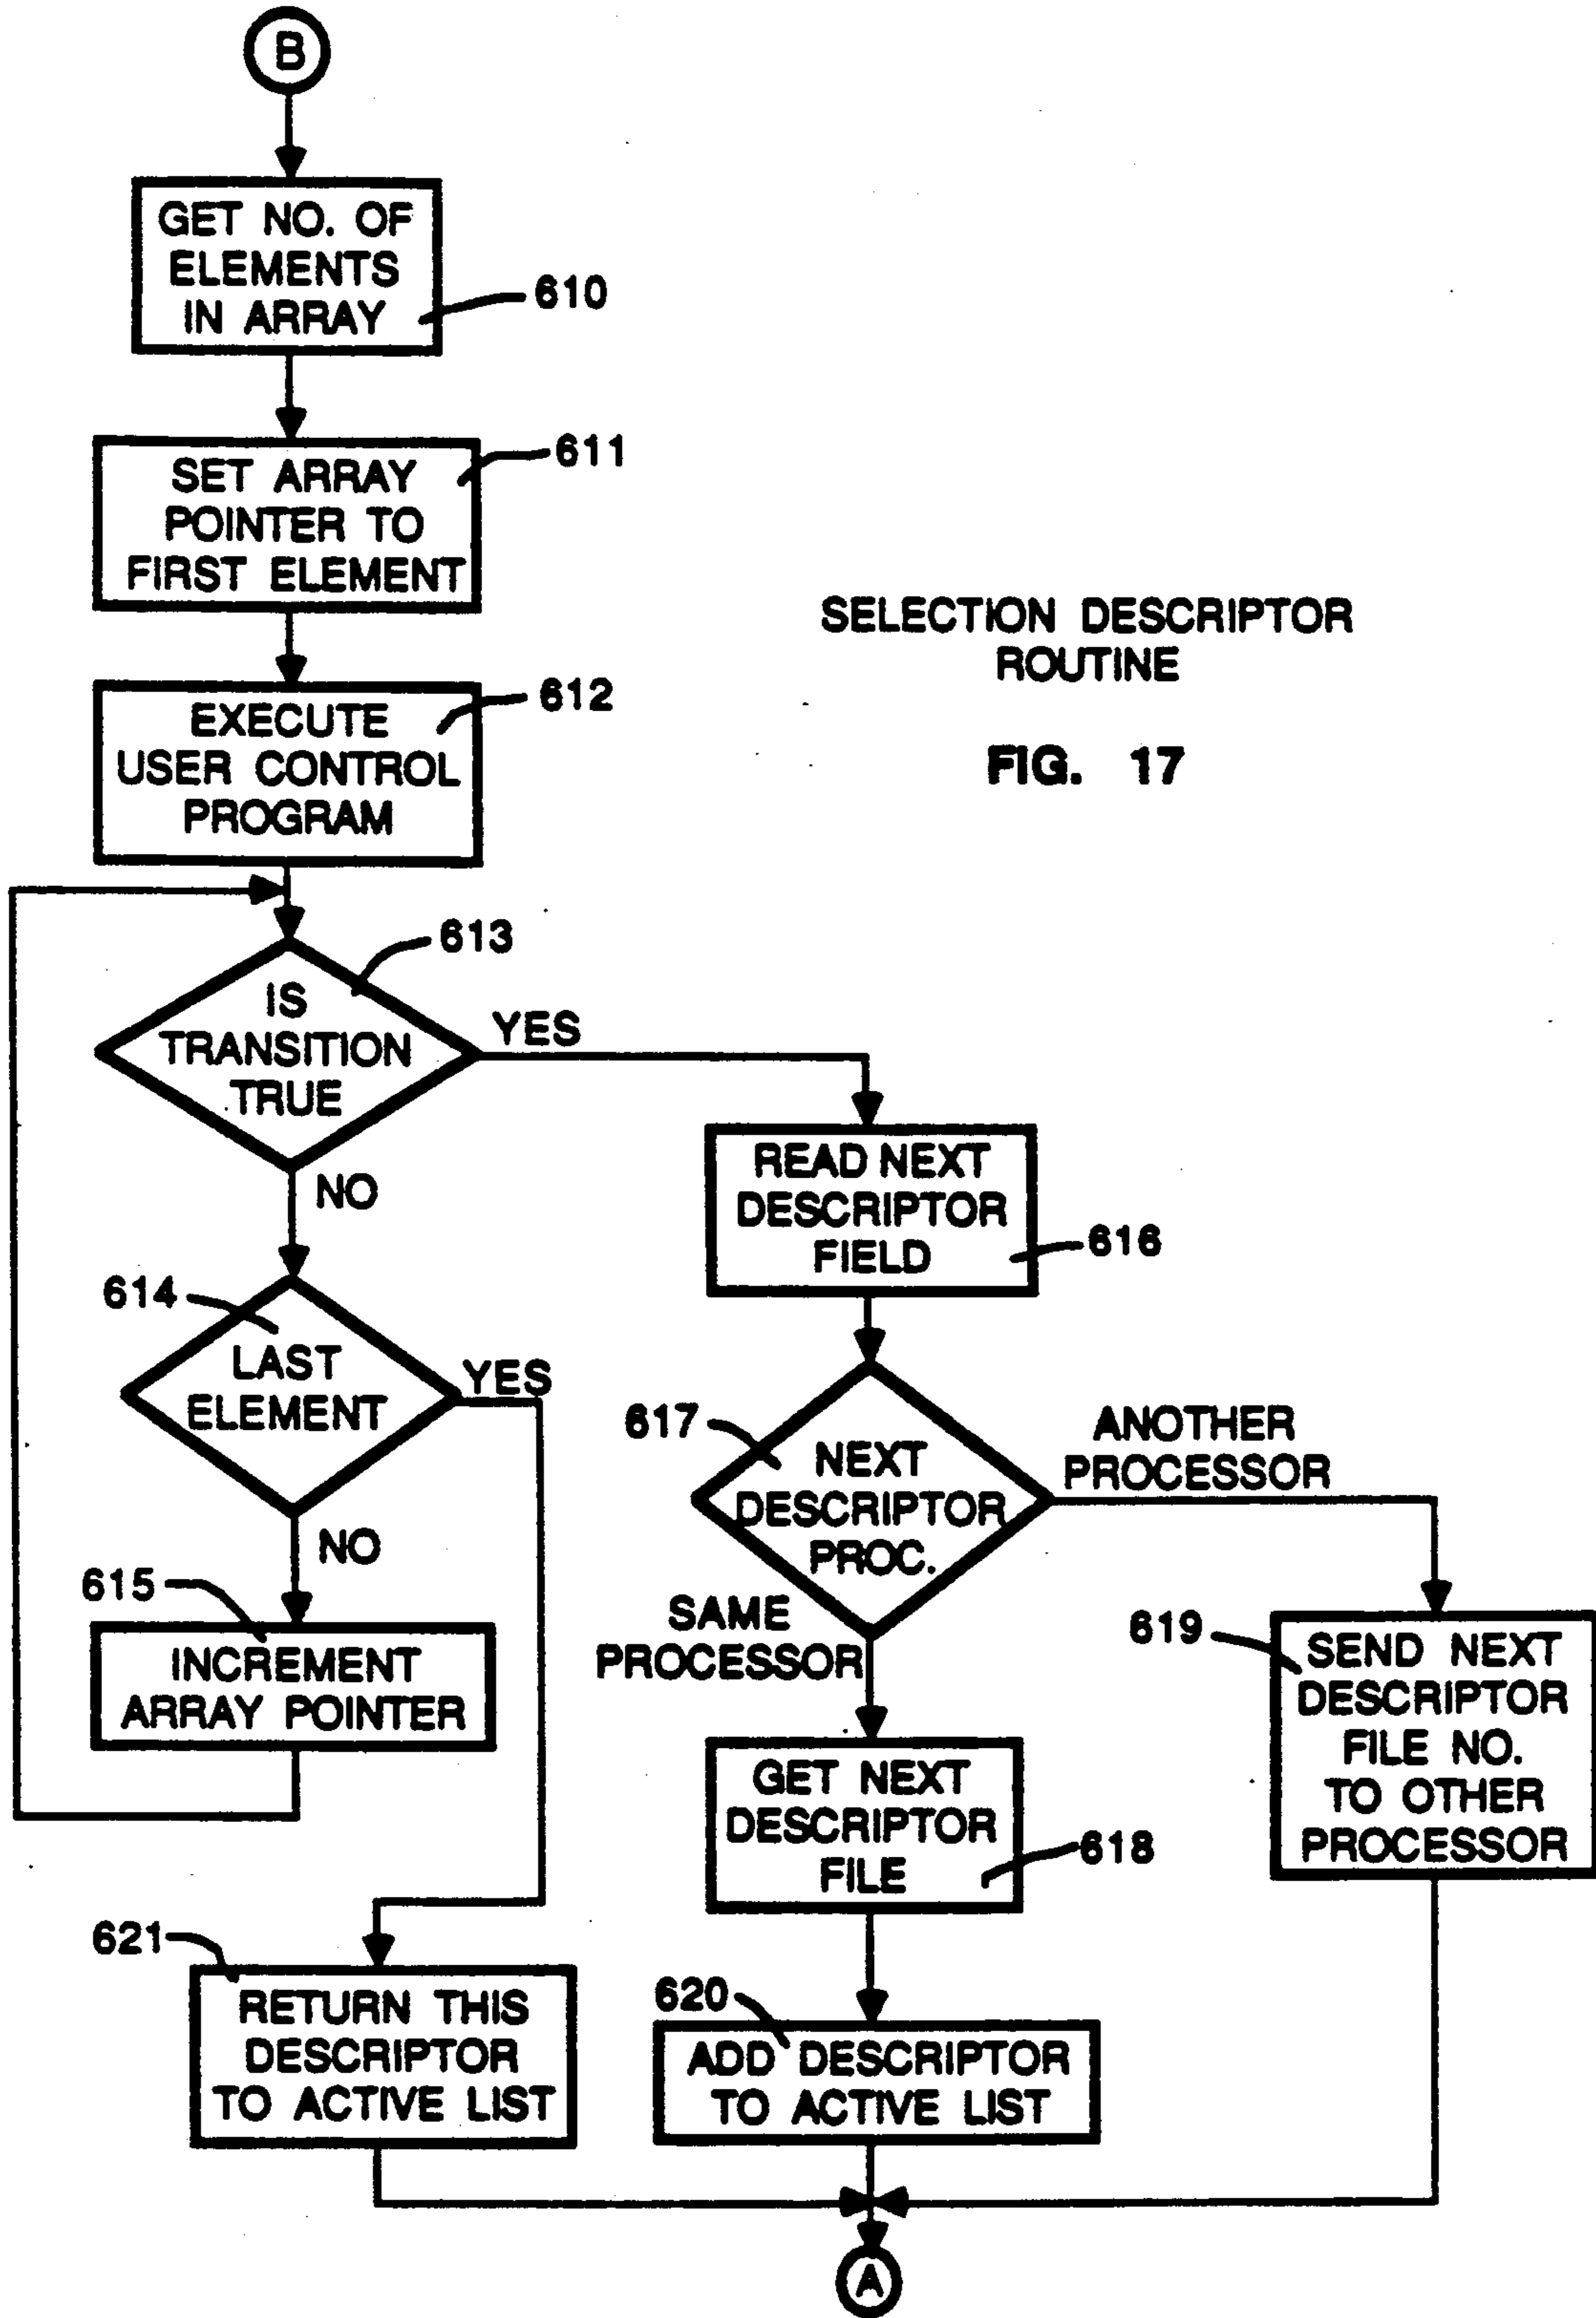 B
GET NO. OF
ELEMENTS
IN ARRAY
610
SET ARRAY
POINTER TO
FIRST ELEMENT
611
SELECTION DESCRIPTOR
ROUTINE
FIG. 17
EXECUTE
USER CONTROL
PROGRAM
612
IS
TRANSITION
TRUE
613
YES
NO
READ NEXT
DESCRIPTOR
FIELD
616
614
LAST
ELEMENT
YES
NO
617
NEXT
DESCRIPTOR
PROC.
ANOTHER
PROCESSOR
SAME
PROCESSOR
615
INCREMENT
ARRAY POINTER
619
SEND NEXT
DESCRIPTOR
FILE NO.
TO OTHER
PROCESSOR
GET NEXT
DESCRIPTOR
FILE
618
621
RETURN THIS
DESCRIPTOR
TO ACTIVE LIST
620
ADD DESCRIPTOR
TO ACTIVE LIST
A